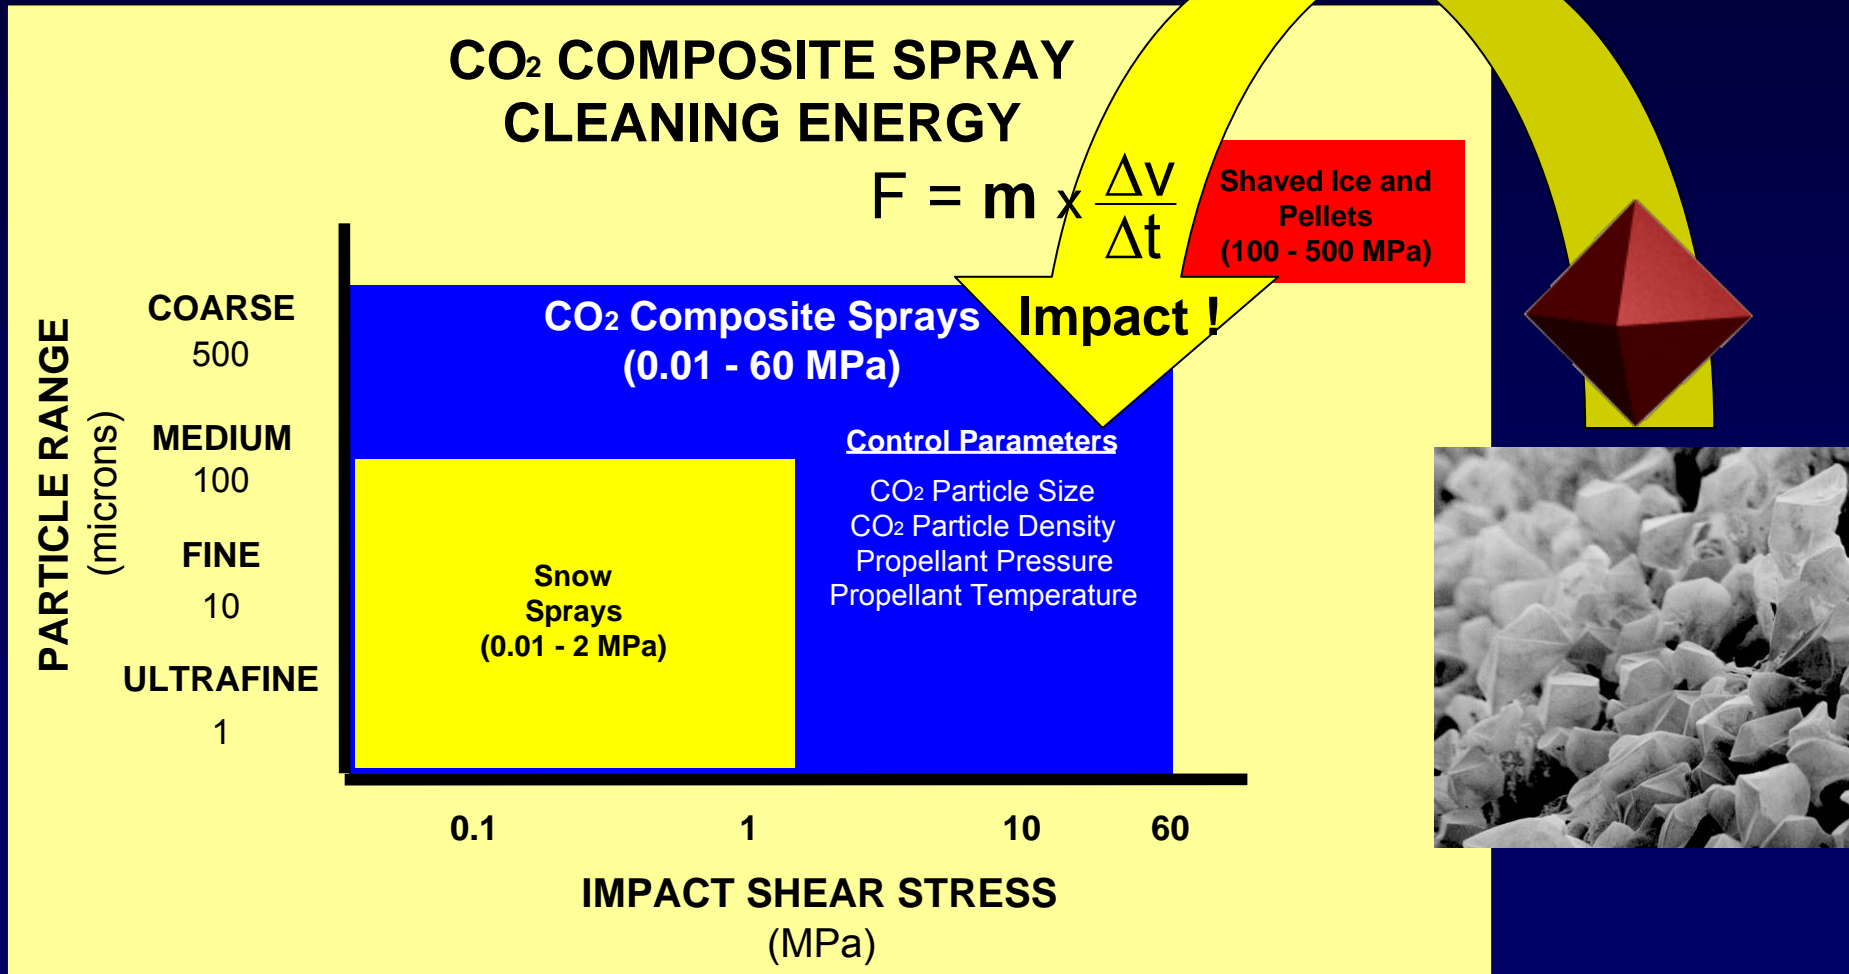 CO2 COMPOSITE SPRAY
CLEANING ENERGY
F = m x Δv
Δt
Shaved Ice and
Pellets
(100 - 500 MPa)
Impact !
CO2 Composite Sprays
(0.01 - 60 MPa)
Control Parameters
CO2 Particle Size
CO2 Particle Density
Propellant Pressure
Propellant Temperature
Snow
Sprays
(0.01 - 2 MPa)
PARTICLE RANGE
(microns)
COARSE
500
MEDIUM
100
FINE
10
ULTRAFINE
1
0.1 1 10 60
IMPACT SHEAR STRESS
(MPa)